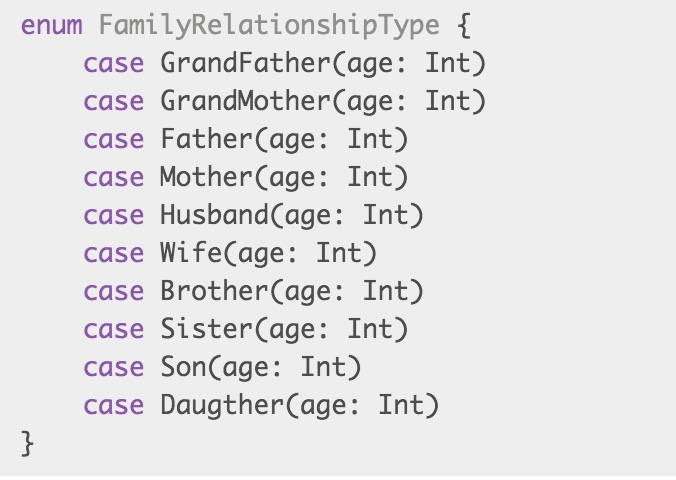 enum FamilyRelationshipType {
    case GrandFather(age: Int)
    case GrandMother(age: Int)
    case Father(age: Int)
    case Mother(age: Int)
    case Husband(age: Int)
    case Wife(age: Int)
    case Brother(age: Int)
    case Sister(age: Int)
    case Son(age: Int)
    case Daugther(age: Int)
}